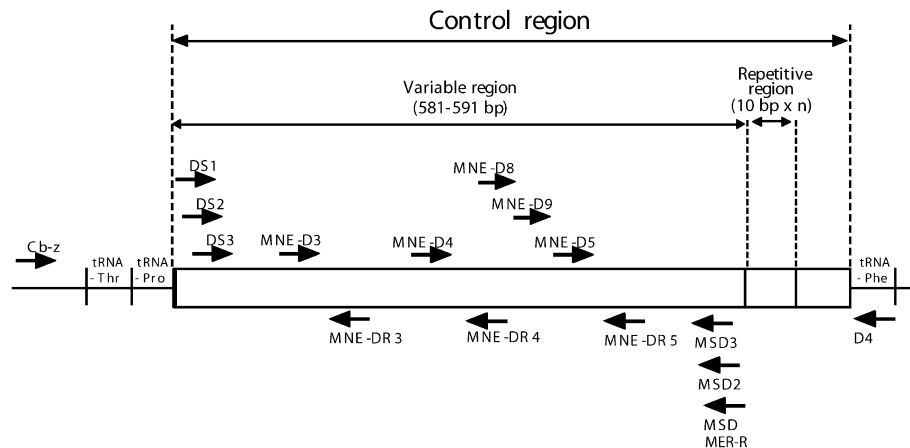 Control region
Variable region
(581-591 bp)
Repetitive
region
(10 bp x n)
DS1
MNE-D8
DS2
MNE-D9
DS3
MNE-D3
MNE-D4
MNE-D5
Cb-z
tRNA
-Thr
tRNA
-Pro
tRNA
-Phe
MNE-DR3
MNE-DR4
MNE-DR5
MSD3
D4
MSD2
MSD
MER-R